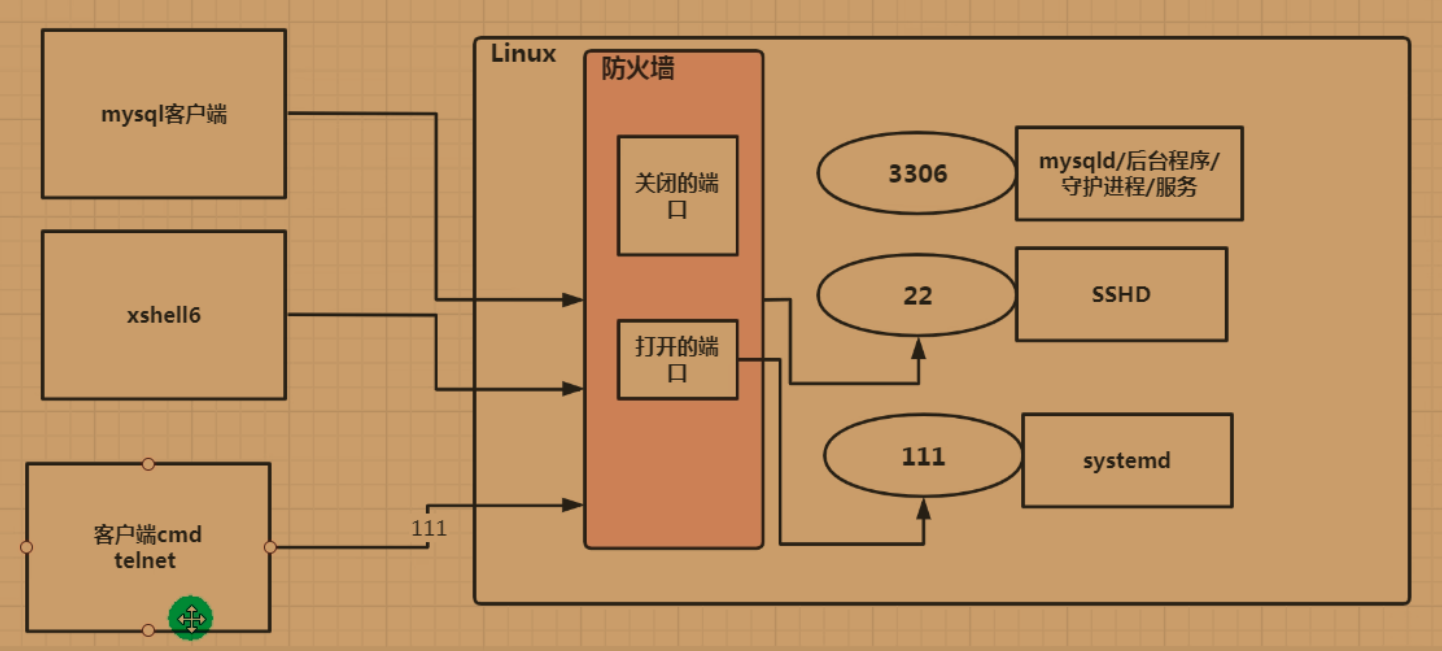 mysql客户端
xshell6
客户端cmd
telnet
111
Linux
防火墙
关闭的端
口
打开的端
口
3306
mysqld/后台程序/
守护进程/服务
22
SSHD
111
systemd